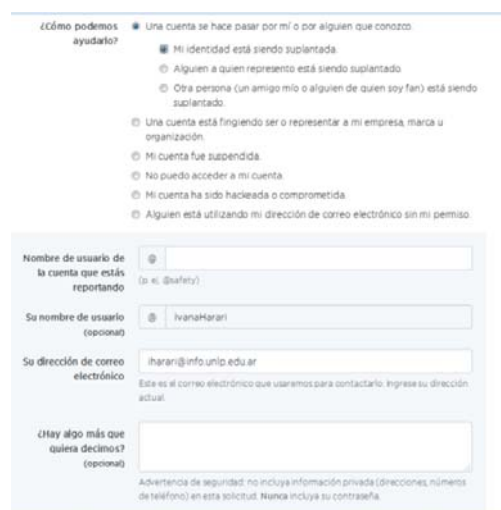 ¿Cómo podemos
ayudarlo?
Una cuenta se hace pasar por mí o por alguien que conozco.
Mi identidad está siendo suplantada.
Alguien a quien represento está siendo suplantado.
Otra persona (un amigo mío o alguien de quien soy fan) está siendo
suplantado.
Una cuenta está fingiendo ser o representar a mi empresa, marca u
organización.
Mi cuenta fue suspendida.
No puedo acceder a mi cuenta.
Mi cuenta ha sido hackeada o comprometida.
Alguien está utilizando mi dirección de correo electrónico sin mi permiso.
Nombre de usuario de
la cuenta que estás
reportando
@
(p. ej. @safety)
Su nombre de usuario
(opcional)
@ IvanaHarari
Su dirección de correo
electrónico
iharari@info.unlp.edu.ar
Este es el correo electrónico que usaremos para contactarlo. Ingrese su dirección
actual.
¿Hay algo más que
quiera decirnos?
(opcional)
Advertencia de seguridad: no incluya información privada (direcciones, números
de teléfono) en esta solicitud. Nunca incluya su contraseña.